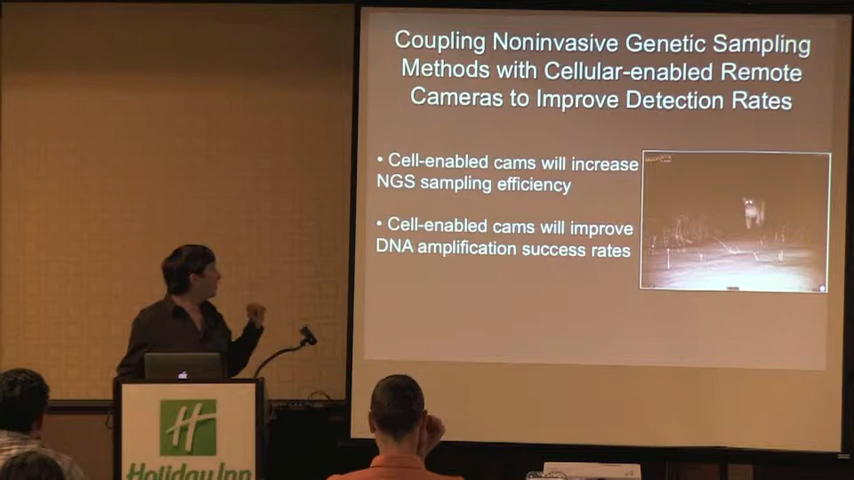 Coupling Noninvasive Genetic Sampling
Methods with Cellular-enabled Remote
Cameras to Improve Detection Rates
• Cell-enabled cams will increase
NGS sampling efficiency
• Cell-enabled cams will improve
DNA amplification success rates
H
Holiday Inn